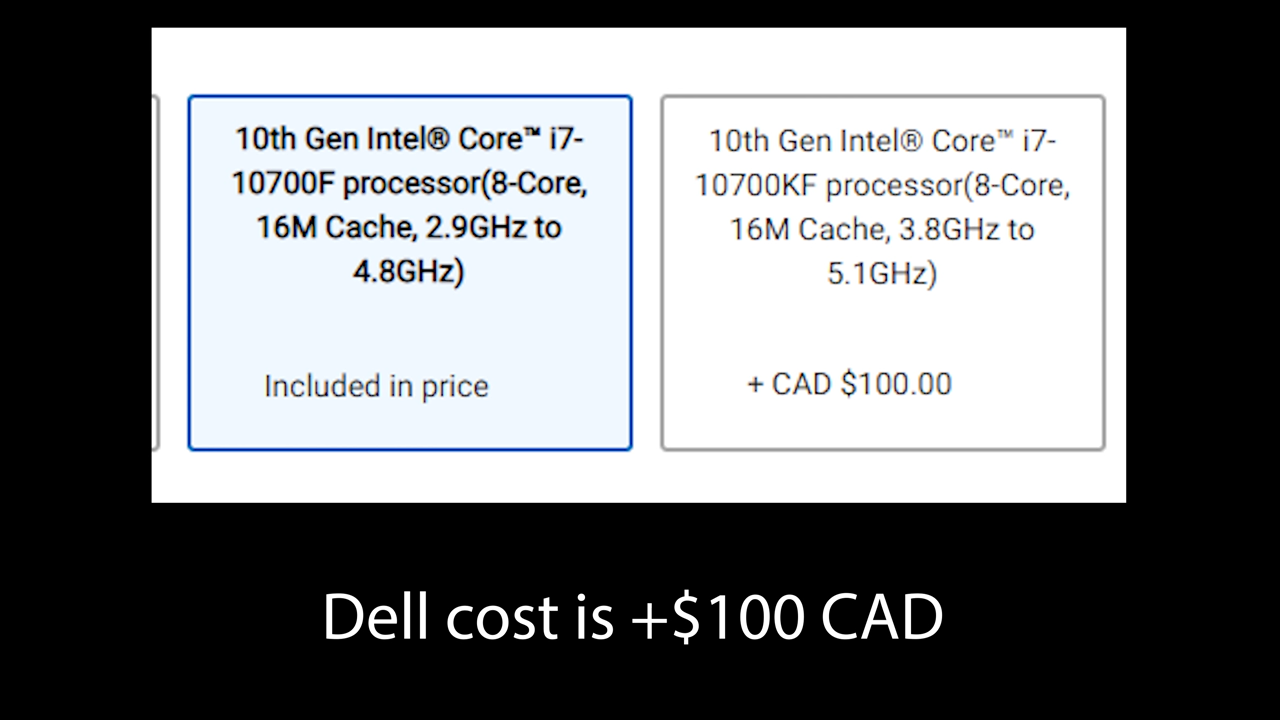 10th Gen Intel® Core™ i7-
10700F processor(8-Core,
16M Cache, 2.9GHz to
4.8GHz)
Included in price
10th Gen Intel® Core™ i7-
10700KF processor(8-Core,
16M Cache, 3.8GHz to
5.1GHz)
+ CAD $100.00
Dell cost is +$100 CAD